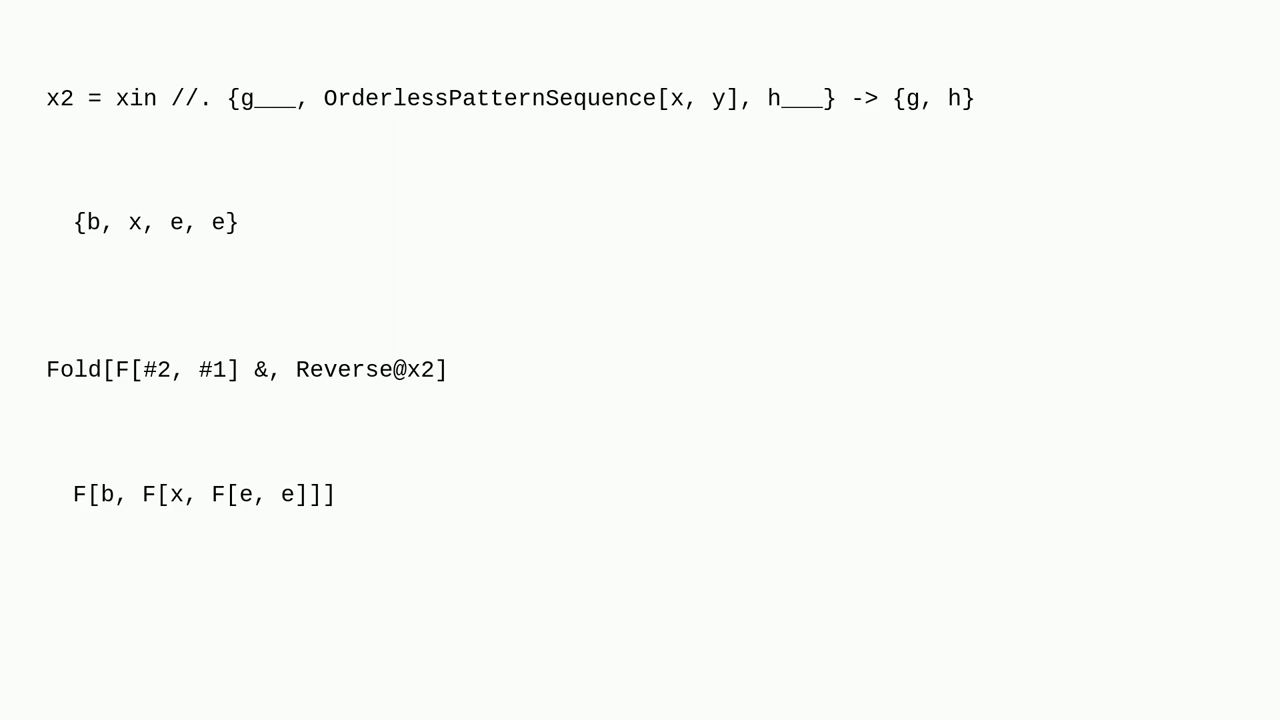 x2 = xin //. {g___, OrderlessPatternSequence[x, y], h___} -> {g, h}
{b, x, e, e}
Fold[F[#2, #1] &, Reverse@x2]
F[b, F[x, F[e, e]]]